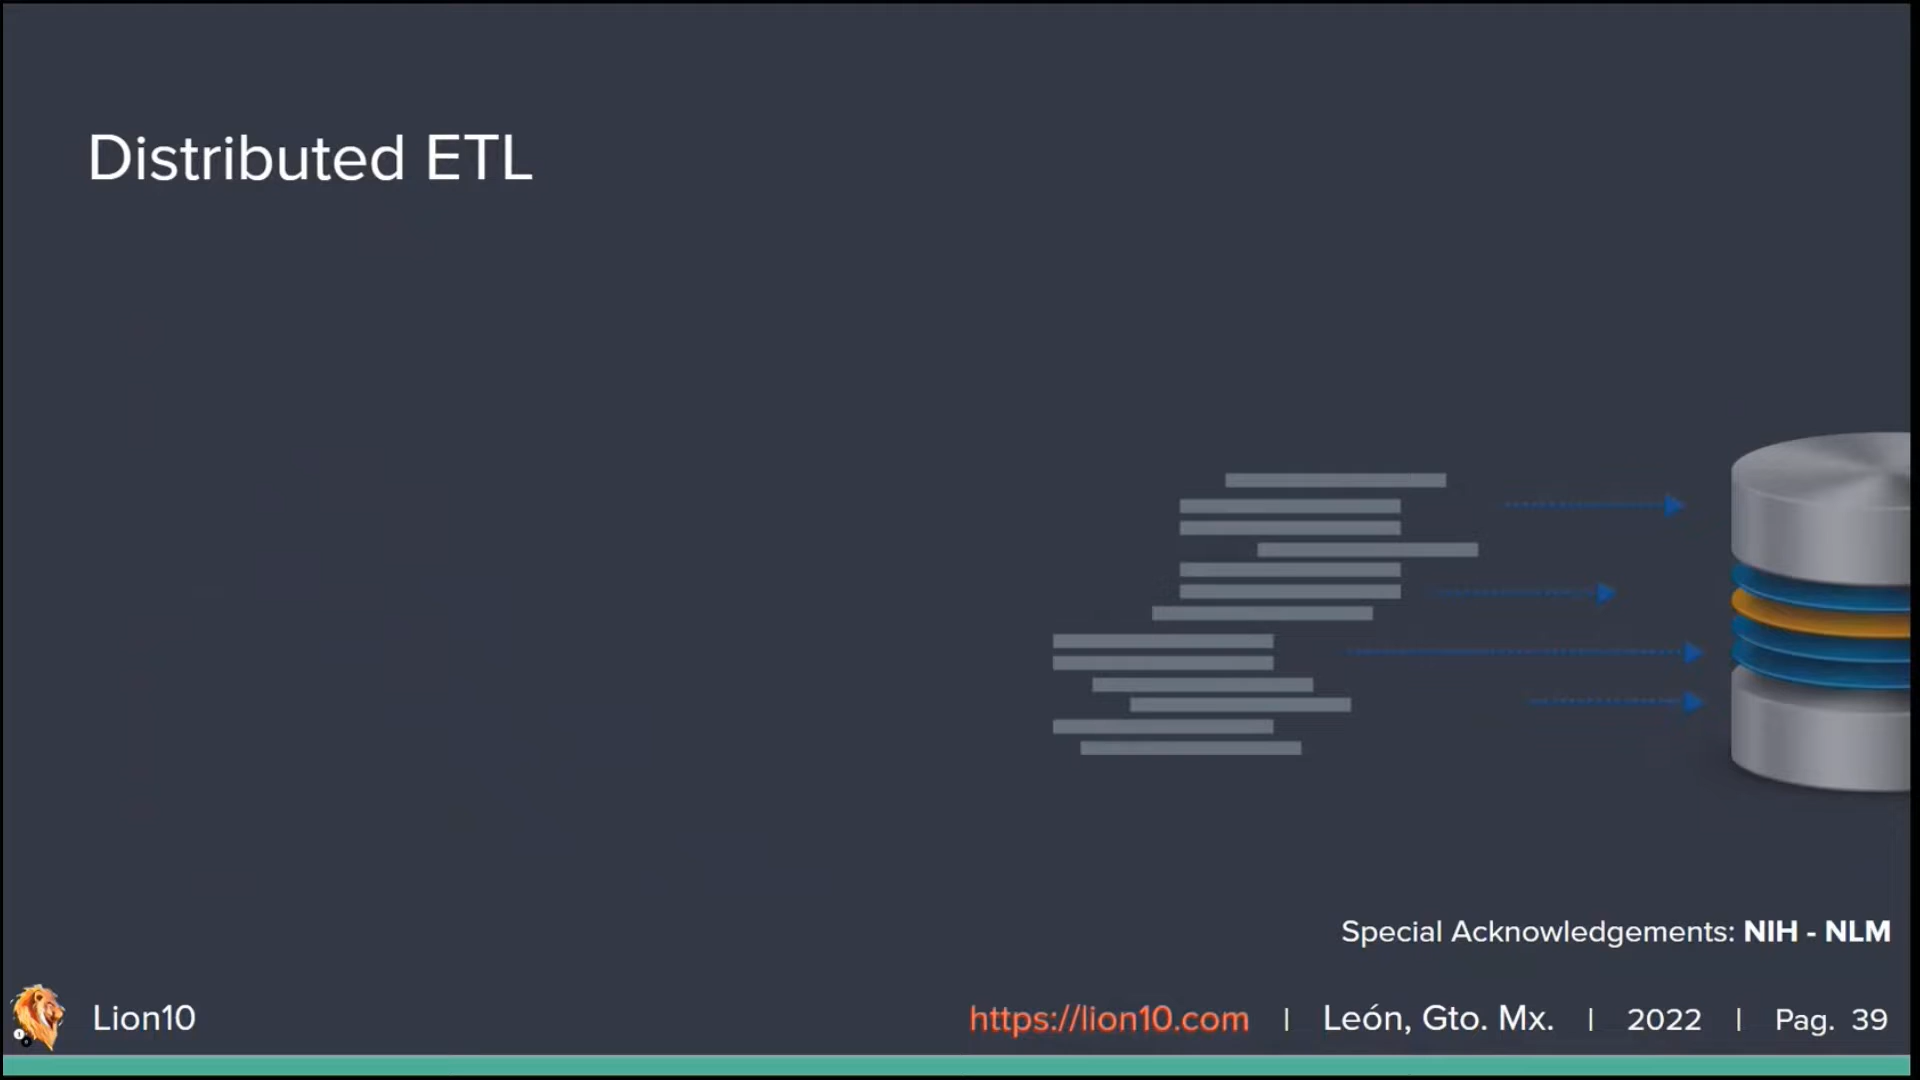 Distributed ETL
Special Acknowledgements: NIH - NLM
Lion10
https://lion10.com | León, Gto. Mx. | 2022 | Pag. 39